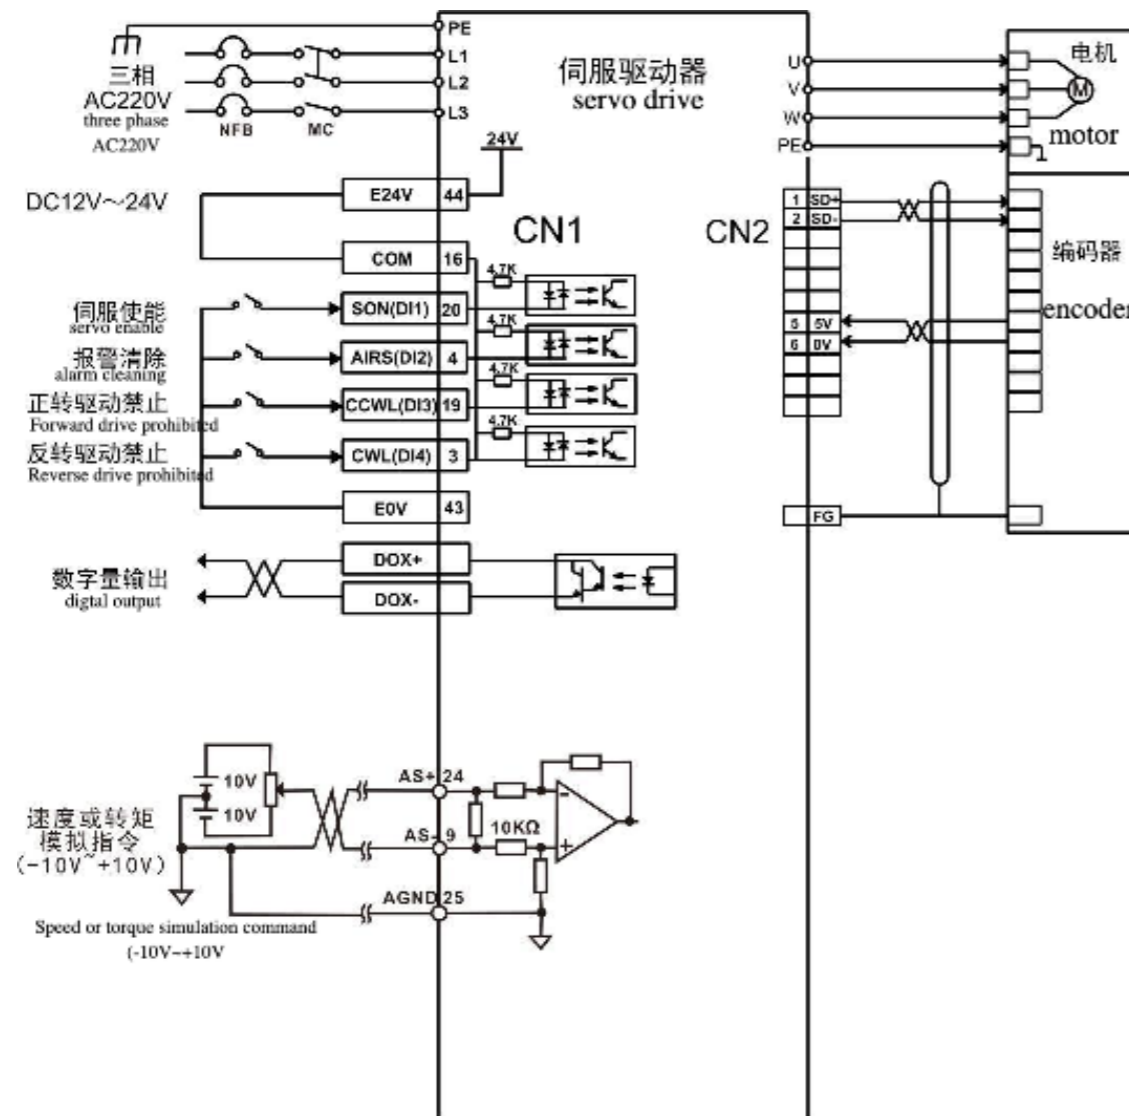 PE
L1
L2
L3
三相
AC220V
three phase
AC220V
NFB
MC
伺服驱动器
servo drive
U
V
W
PE
电机
M
motor
24V
DC12V～24V
E24V 44
CN1
CN2
COM 16
4.7K
伺服使能
servo enable
SON(DI1) 20
4.7K
报警清除
alarm cleaning
AIRS(DI2) 4
4.7K
正转驱动禁止
Forward drive prohibited
CCWL(DI3) 19
4.7K
反转驱动禁止
Reverse drive prohibited
CWL(DI4) 3
E0V 43
1 SD+
2 SD-
5 5V
6 0V
FG
编码器
encoder
数字量输出
digtal output
DOX+
DOX-
10V
10V
速度或转矩
模拟指令
(-10V~+10V)
AS+ 24
AS- 9
10KΩ
AGND 25
Speed or torque simulation command
(-10V~+10V